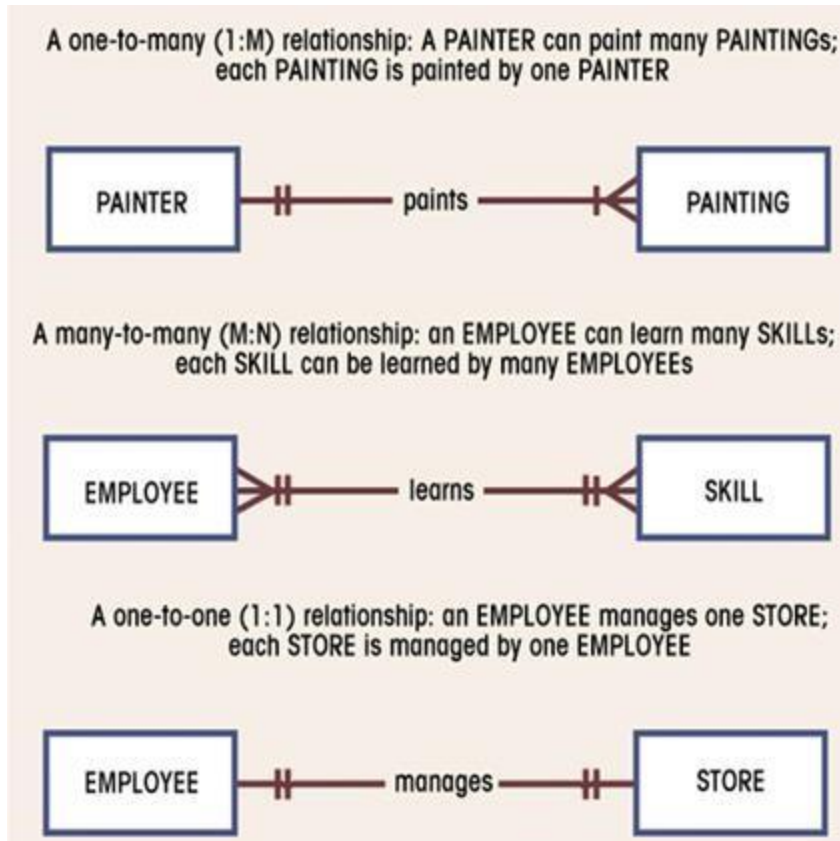 A one-to-many (1:M) relationship: A PAINTER can paint many PAINTINGs;
each PAINTING is painted by one PAINTER
PAINTER
paints
PAINTING
A many-to-many (M:N) relationship: an EMPLOYEE can learn many SKILLs;
each SKILL can be learned by many EMPLOYEEs
EMPLOYEE
learns
SKILL
A one-to-one (1:1) relationship: an EMPLOYEE manages one STORE;
each STORE is managed by one EMPLOYEE
EMPLOYEE
manages
STORE